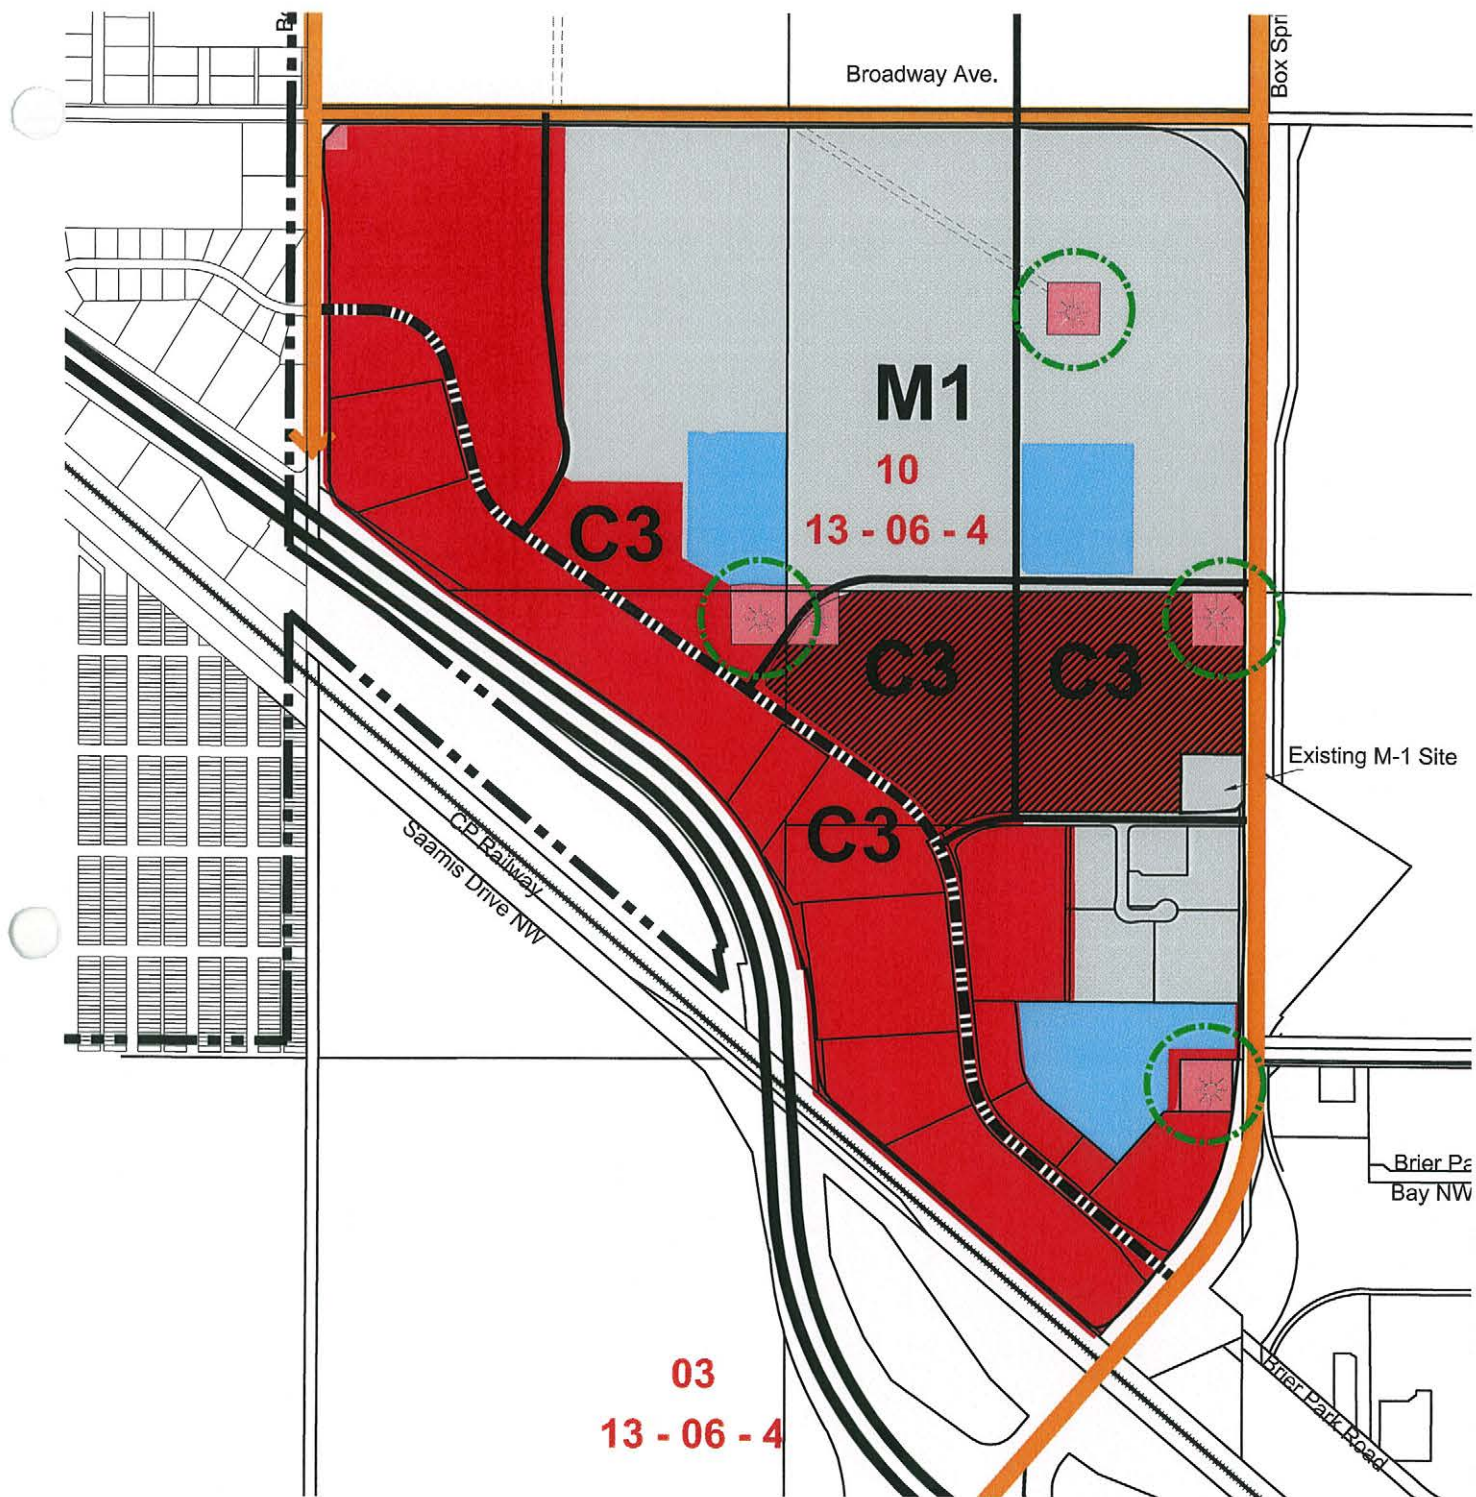 Box Spri
Broadway Ave.
M1
10
13 - 06 - 4
C3
C3
C3
Existing M-1 Site
C3
CP Railway
Saamis Drive NW
Brier Pa
Bay NW
03
13 - 06 - 4
Brier Park Road